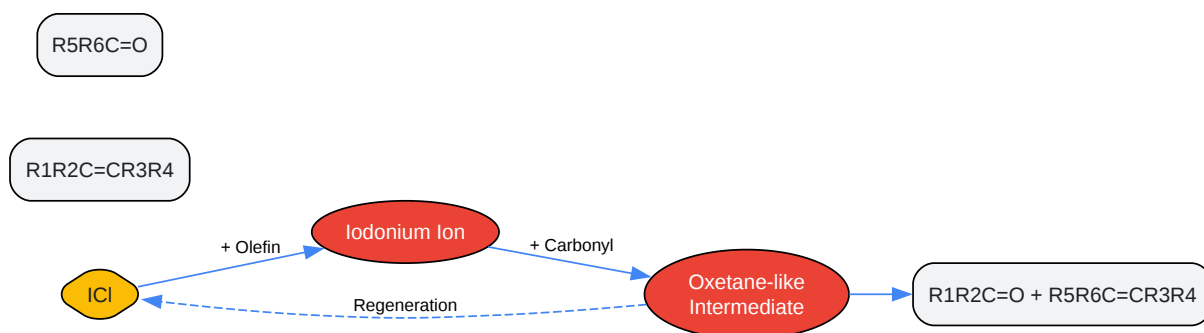 R5R6C=O
R1R2C=CR3R4
+ Olefin
Iodonium Ion
+ Carbonyl
ICl
Regeneration
Oxetane-like
Intermediate
R1R2C=O + R5R6C=CR3R4